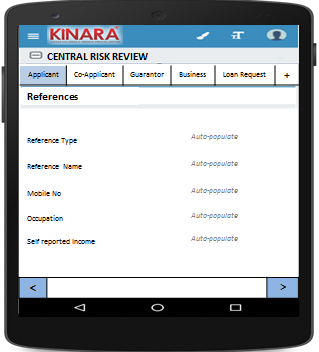 KINARA
CENTRAL RISK REVIEW
Applicant Co-Applicant Guarantor Business Loan Request +
References
Reference Type Auto-populate
Reference Name Auto-populate
Mobile No Auto-populate
Occupation Auto-populate
Self reported Income Auto-populate
< >